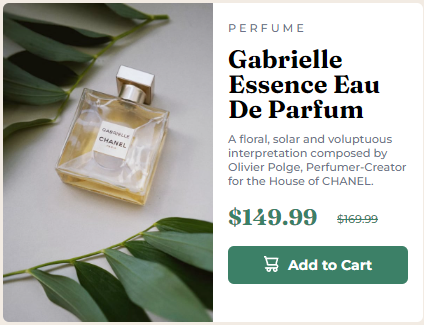 GABRIELLE
CHANEL
PARIS
PERFUME
Gabrielle
Essence Eau
De Parfum
A floral, solar and voluptuous
interpretation composed by
Olivier Polge, Perfumer-Creator
for the House of CHANEL.
$149.99 $169.99
Add to Cart